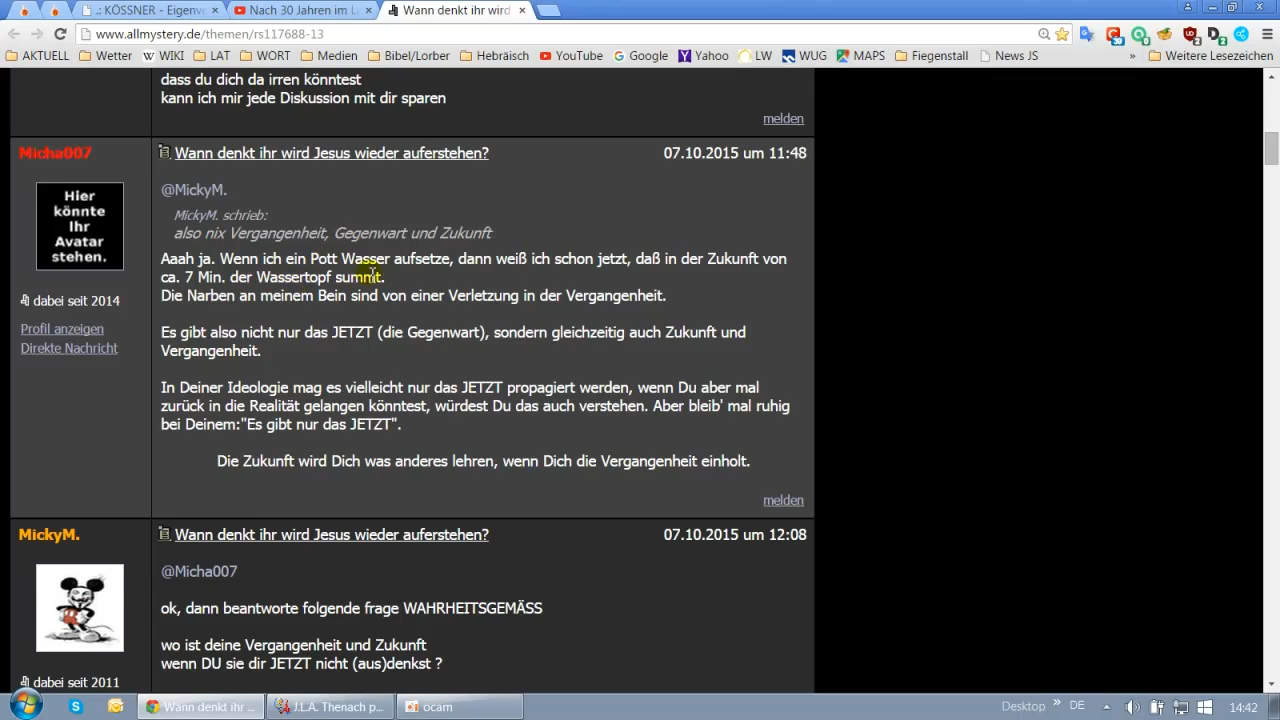 .: KÖSSNER - Eigenve
Nach 30 Jahren im L
Wann denkt ihr wird
www.allmystery.de/themen/rs117688-13
AKTUELL Wetter WIKI LAT WORT Medien Bibel/Lorber Hebräisch YouTube Google Yahoo LW WUG MAPS Fiegenstall News JS » Weitere Lesezeichen
dass du dich da irren könntest
kann ich mir jede Diskussion mit dir sparen
melden
Micha007
Wann denkt ihr wird Jesus wieder auferstehen? 07.10.2015 um 11:48
Hier
könnte
Ihr
Avatar
stehen.
dabei seit 2014
Profil anzeigen
Direkte Nachricht
@MickyM.
MickyM. schrieb:
also nix Vergangenheit, Gegenwart und Zukunft
Aaah ja. Wenn ich ein Pott Wasser aufsetze, dann weiß ich schon jetzt, daß in der Zukunft von
ca. 7 Min. der Wassertopf summt.
Die Narben an meinem Bein sind von einer Verletzung in der Vergangenheit.
Es gibt also nicht nur das JETZT (die Gegenwart), sondern gleichzeitig auch Zukunft und
Vergangenheit.
In Deiner Ideologie mag es vielleicht nur das JETZT propagiert werden, wenn Du aber mal
zurück in die Realität gelangen könntest, würdest Du das auch verstehen. Aber bleib' mal ruhig
bei Deinem:"Es gibt nur das JETZT".
Die Zukunft wird Dich was anderes lehren, wenn Dich die Vergangenheit einholt.
melden
MickyM.
Wann denkt ihr wird Jesus wieder auferstehen? 07.10.2015 um 12:08
dabei seit 2011
@Micha007
ok, dann beantworte folgende frage WAHRHEITSGEMÄSS
wo ist deine Vergangenheit und Zukunft
wenn DU sie dir JETZT nicht (aus)denkst ?
Wann denkt ihr ... J.L.A. Thenach p... ocam Desktop » DE 14:42